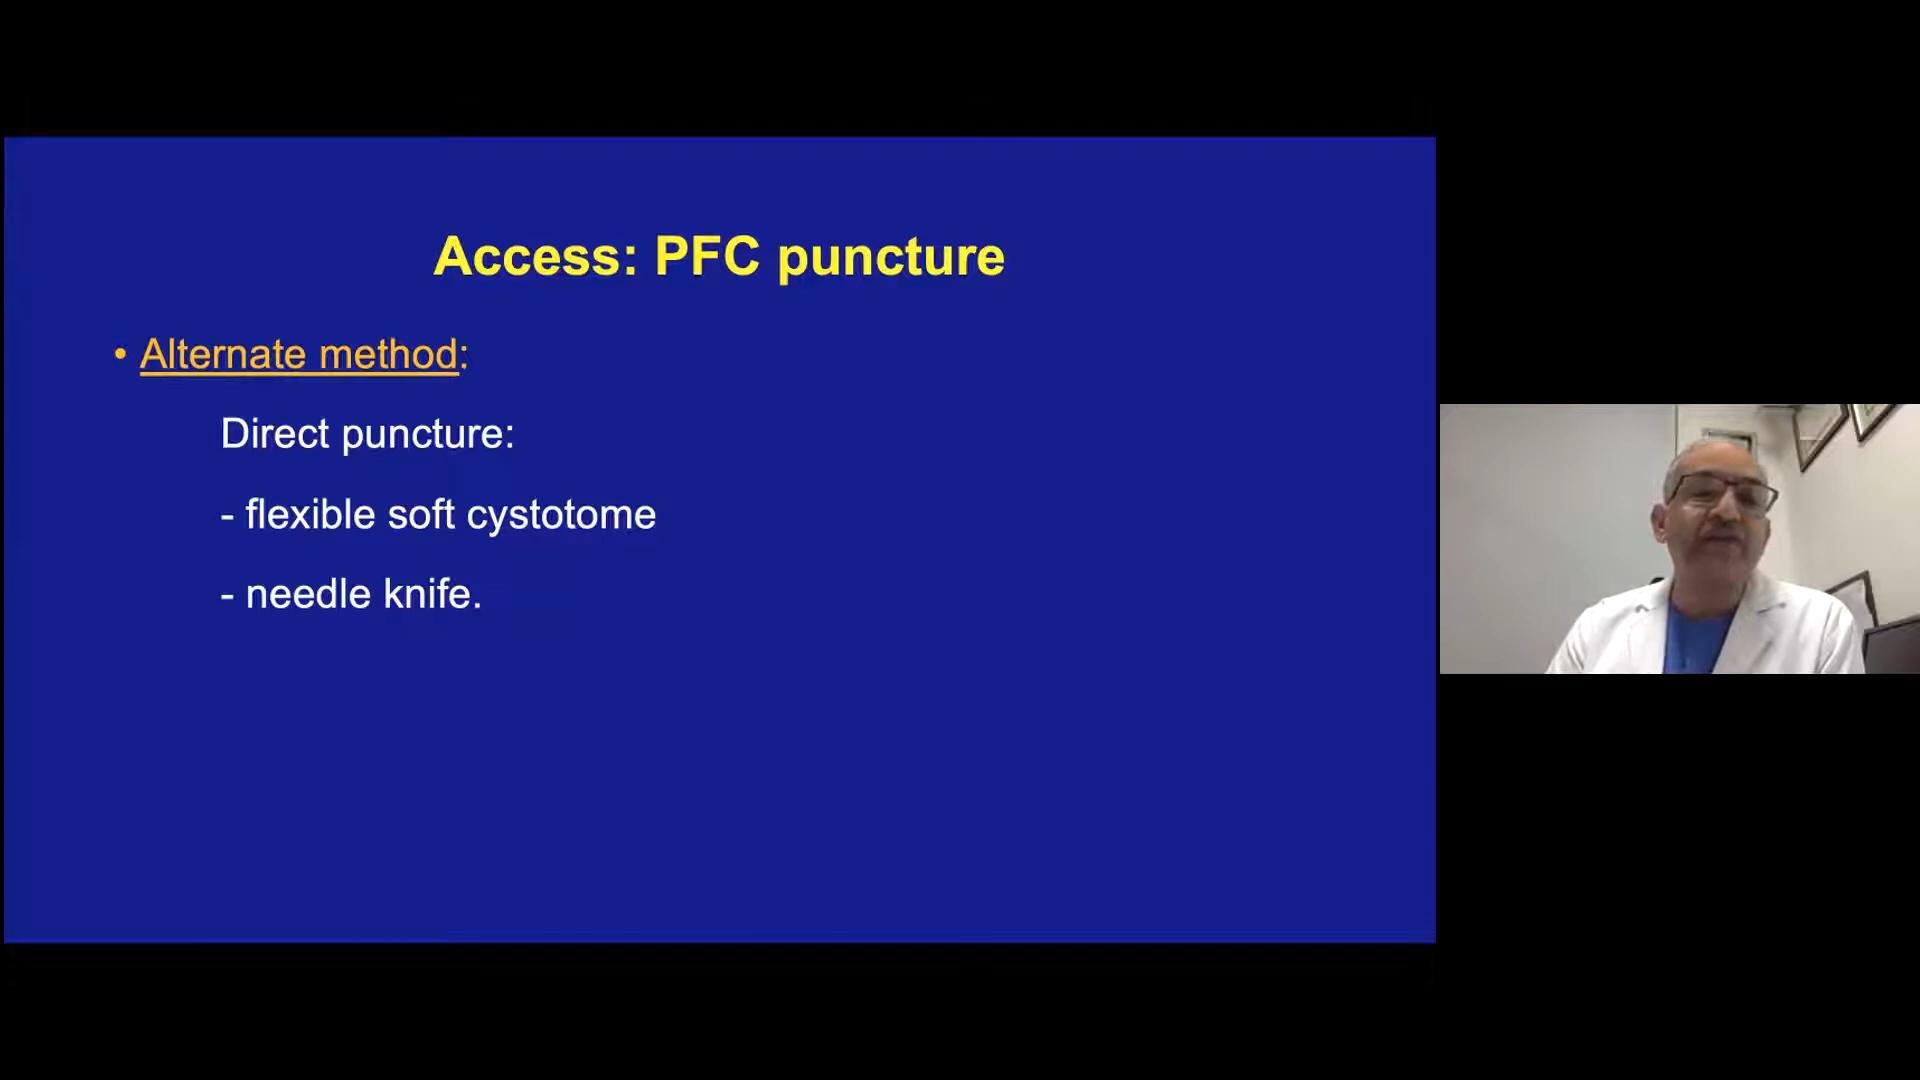 Access: PFC puncture
• Alternate method:
Direct puncture:
- flexible soft cystotome
- needle knife.